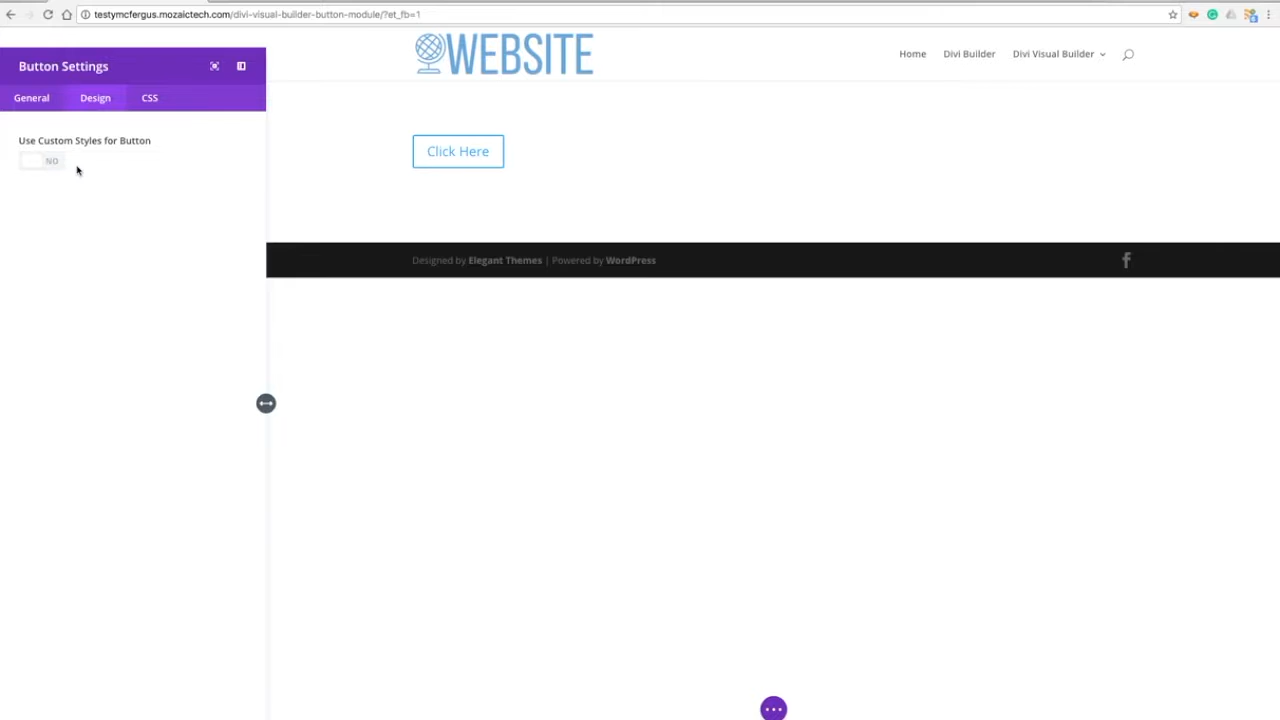 testymcfergus.mozaictech.com/divi-visual-builder-button-module/?et_fb=1
WEBSITE
Home Divi Builder Divi Visual Builder
Button Settings
General Design CSS
Use Custom Styles for Button
NO
Click Here
Designed by Elegant Themes | Powered by WordPress